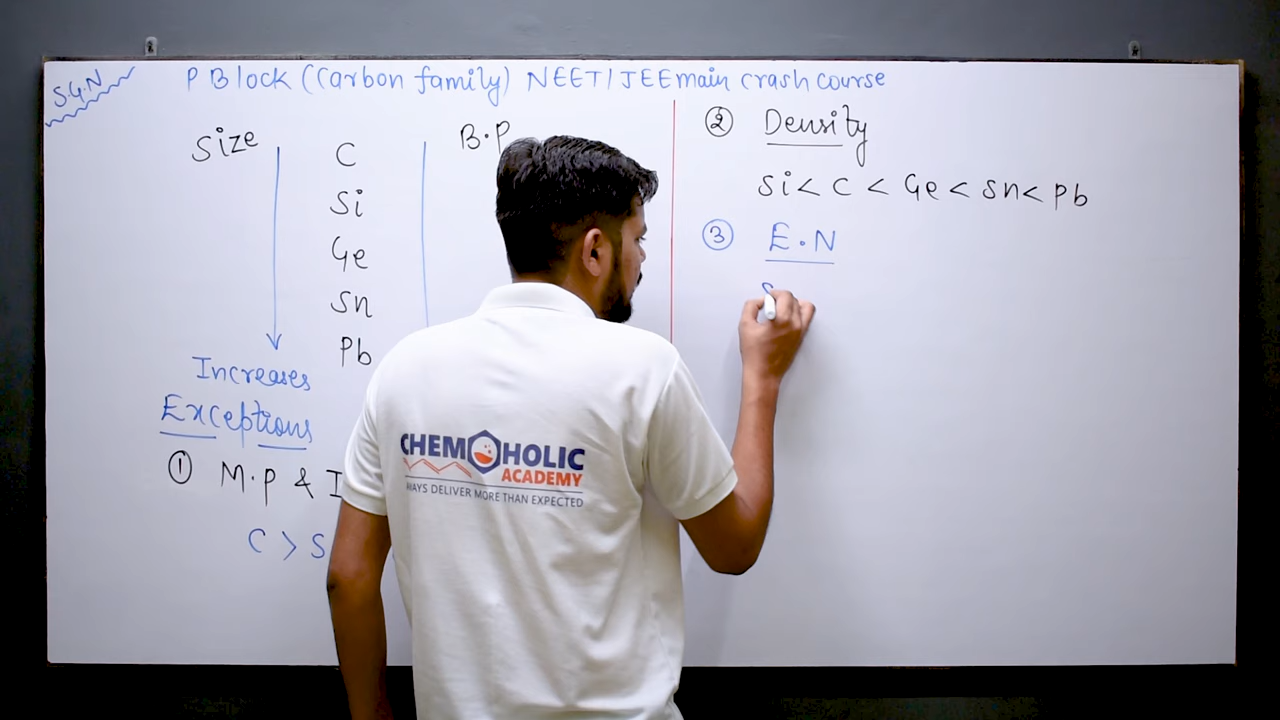 S.G.N
P Block (Carbon family) NEET/JEE main crash course
Size
C
Si
Ge
Sn
Pb
Increases
Exceptions
① M.p &
C >
B.P
② Density
Si < C < Ge < Sn < Pb
③ E.N
CHEMOHOLIC
ACADEMY
WAYS DELIVER MORE THAN EXPECTED